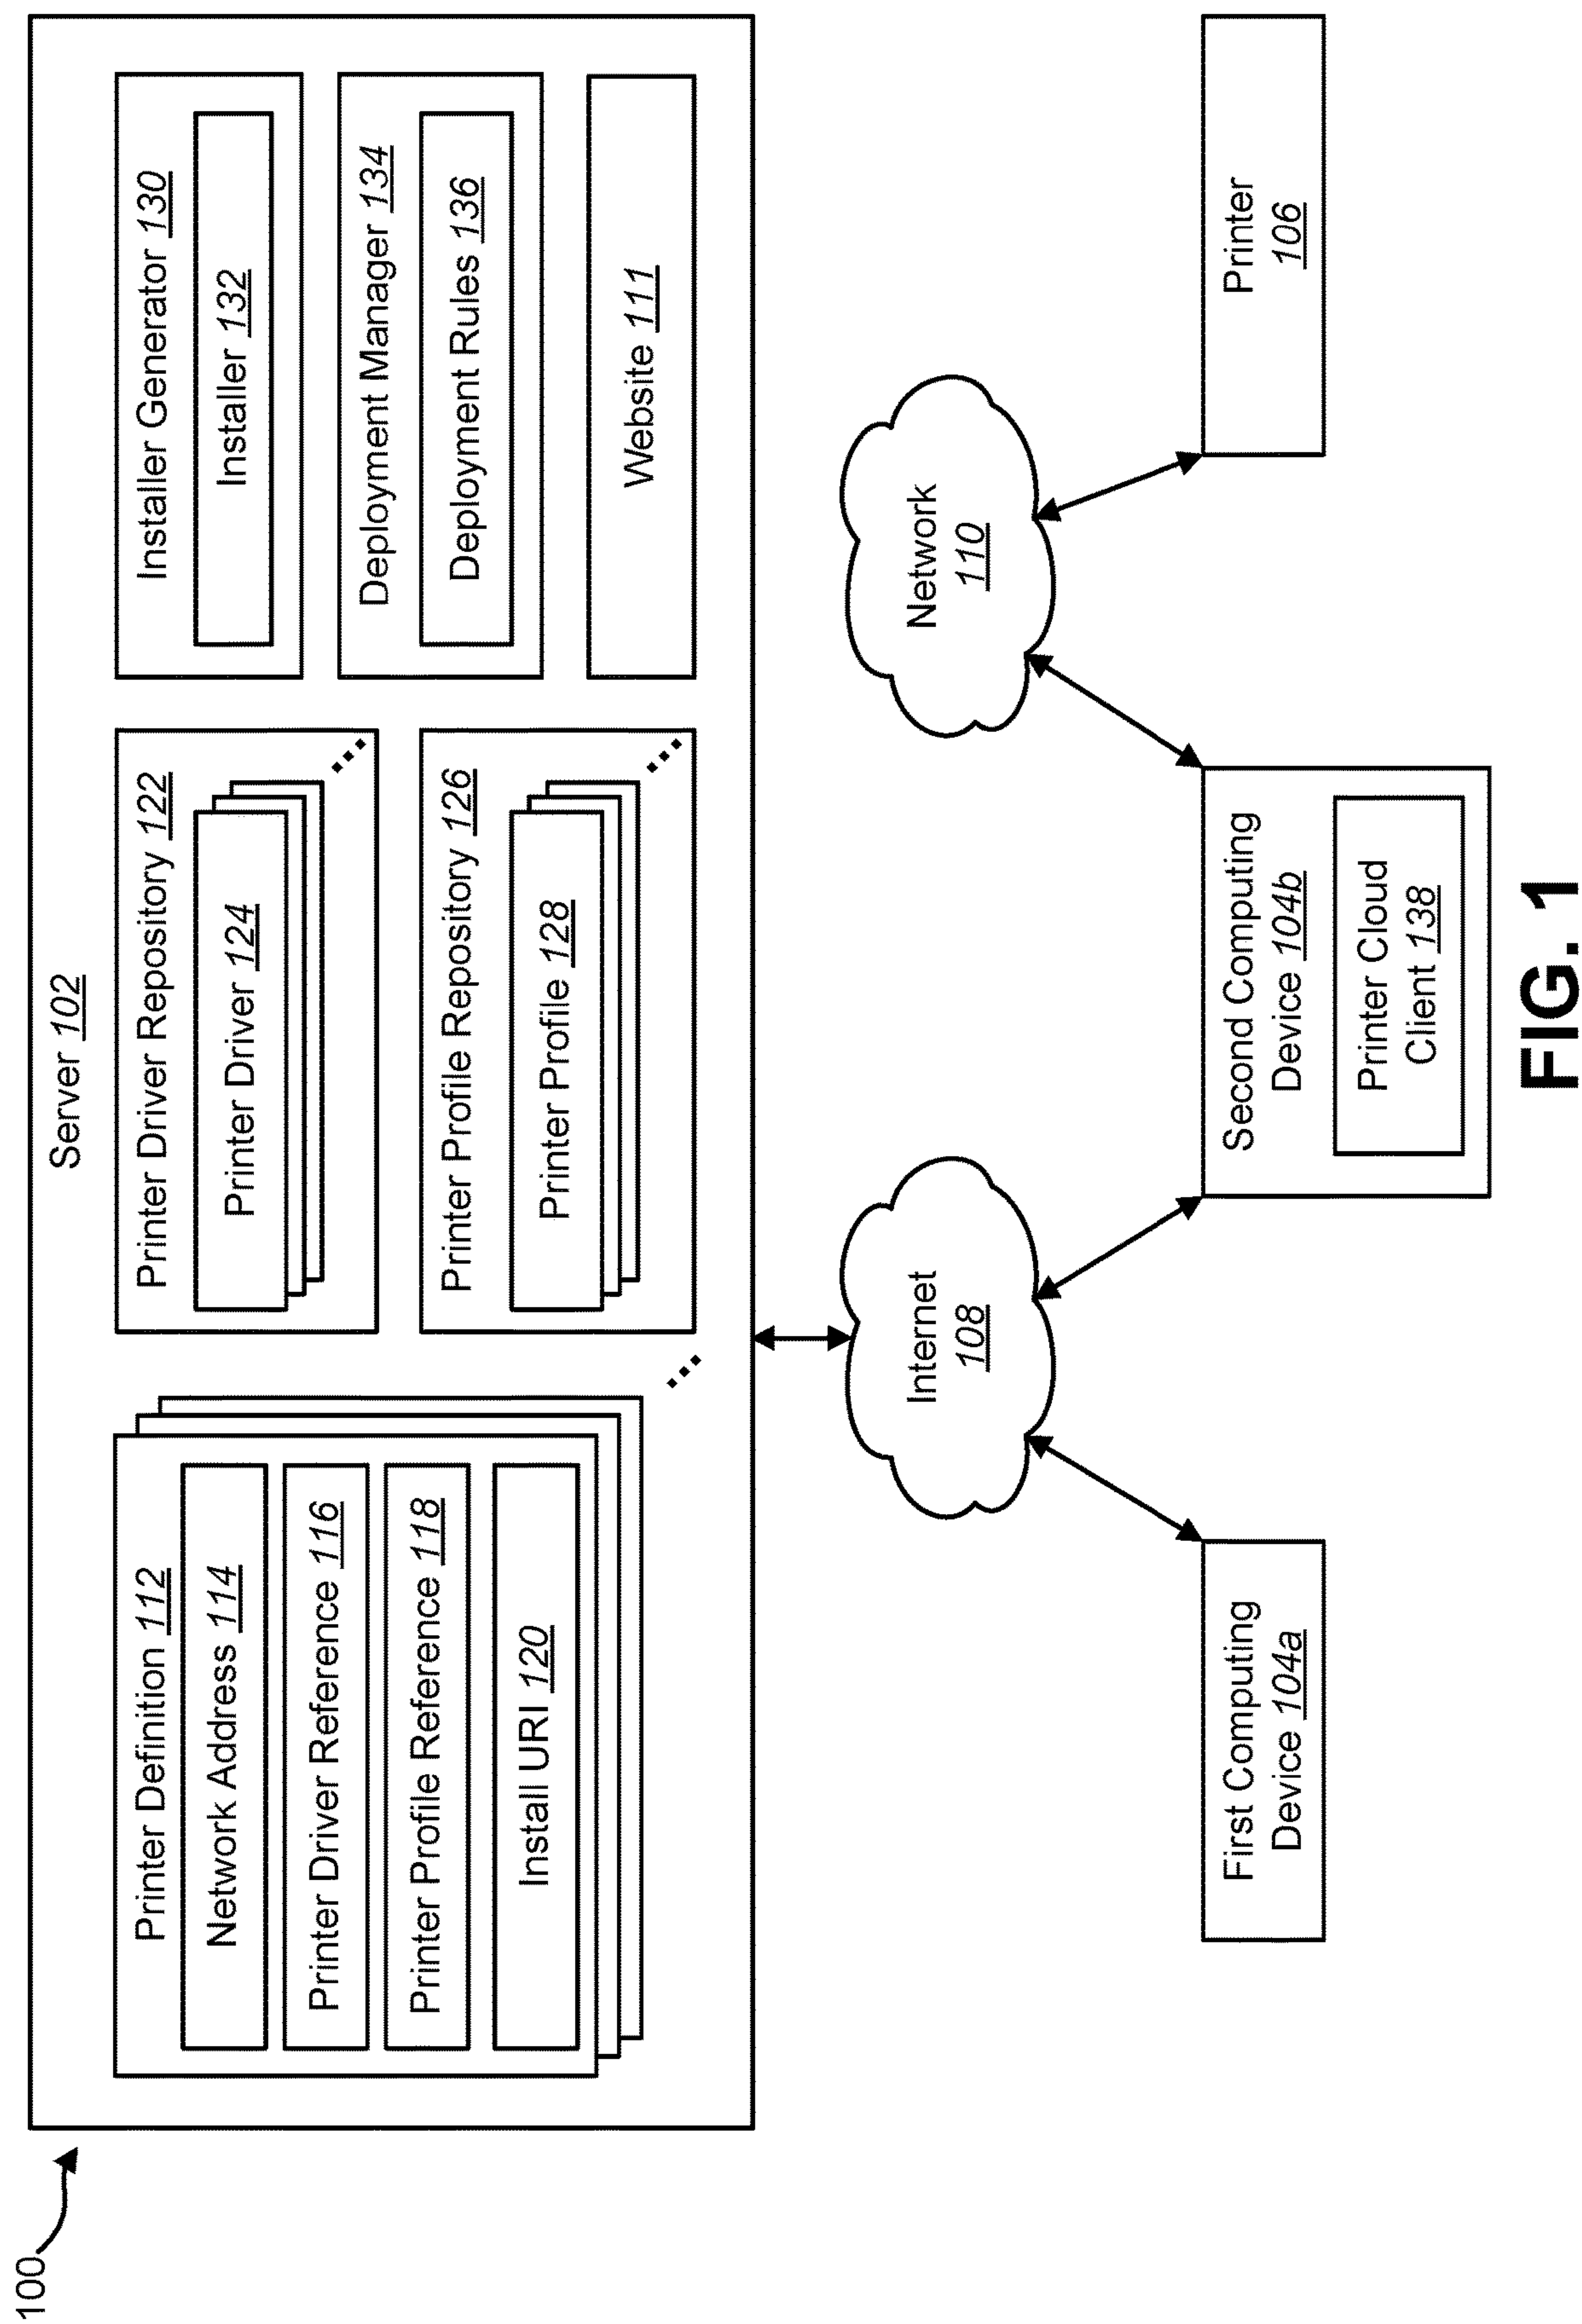 100
Server 102
Printer Definition 112
Network Address 114
Printer Driver Reference 116
Printer Profile Reference 118
Install URI 120
Printer Driver Repository 122
Printer Driver 124
Printer Profile Repository 126
Printer Profile 128
Installer Generator 130
Installer 132
Deployment Manager 134
Deployment Rules 136
Website 111
Internet
108
Network
110
First Computing
Device 104a
Second Computing
Device 104b
Printer Cloud
Client 138
Printer
106
FIG. 1